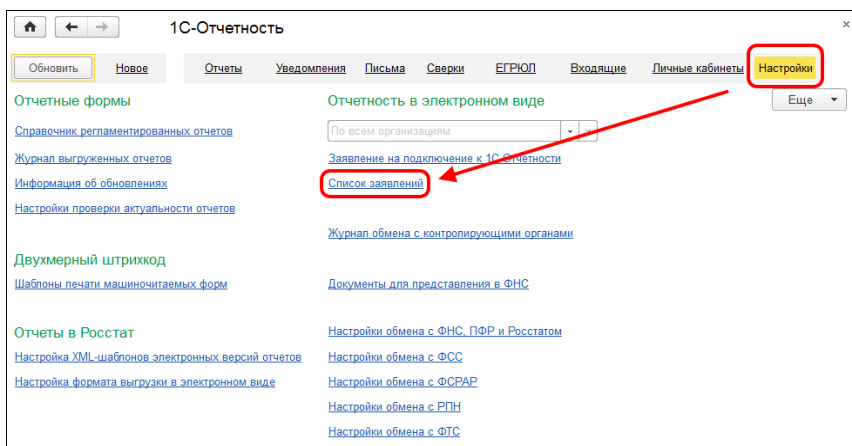 1С-Отчетность
Обновить Новое Отчеты Уведомления Письма Сверки ЕГРЮЛ Входящие Личные кабинеты Настройки
Отчетные формы
Справочник регламентированных отчетов
Журнал выгруженных отчетов
Информация об обновлениях
Настройки проверки актуальности отчетов
Двухмерный штрихкод
Шаблоны печати машиночитаемых форм
Отчеты в Росстат
Настройка XML-шаблонов электронных версий отчетов
Настройка формата выгрузки в электронном виде
Отчетность в электронном виде
Еще
По всем организациям
Заявление на подключение к 1С-Отчетности
Список заявлений
Журнал обмена с контролирующими органами
Документы для представления в ФНС
Настройки обмена с ФНС, ПФР и Росстатом
Настройки обмена с ФСС
Настройки обмена с ФСРАР
Настройки обмена с РПН
Настройки обмена с ФТС